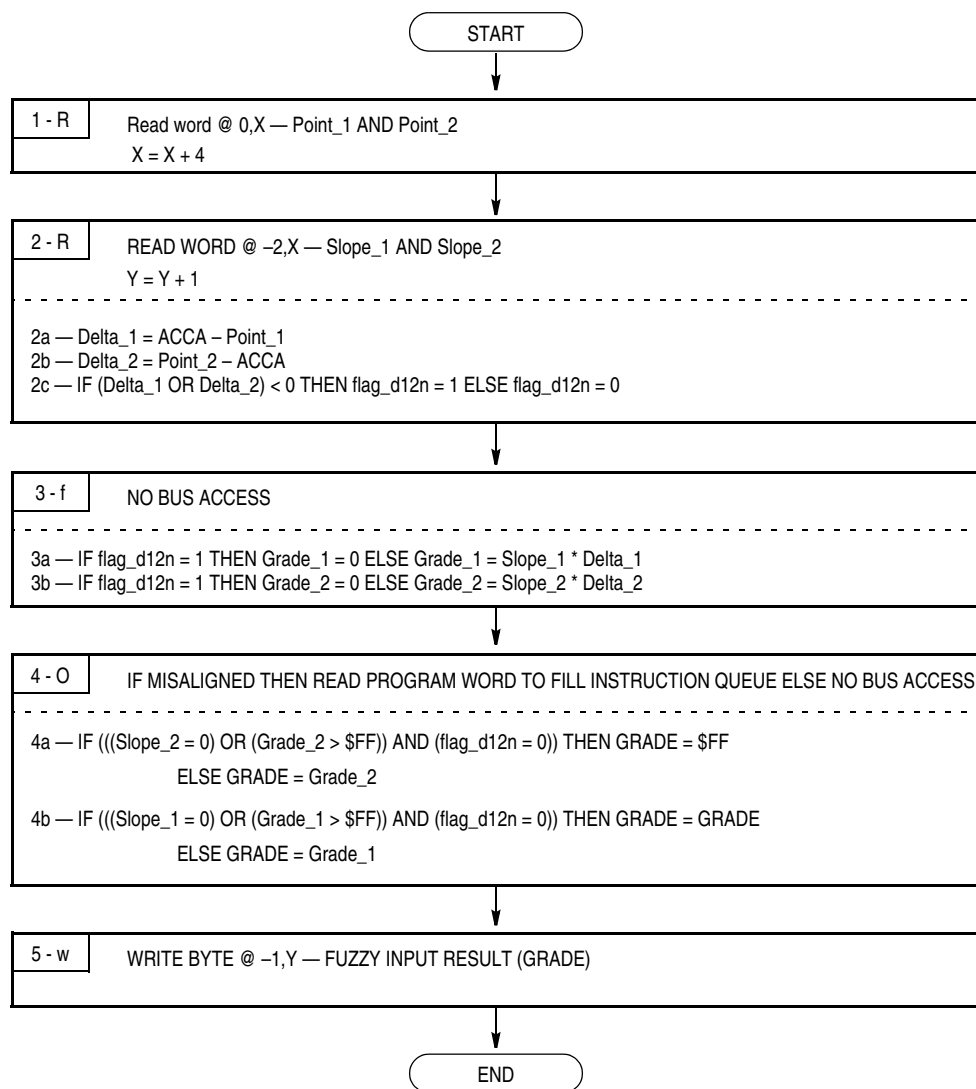 START
1 - R
Read word @ 0,X — Point_1 AND Point_2
X = X + 4
2 - R
READ WORD @ –2,X — Slope_1 AND Slope_2
Y = Y + 1
2a — Delta_1 = ACCA – Point_1
2b — Delta_2 = Point_2 – ACCA
2c — IF (Delta_1 OR Delta_2) < 0 THEN flag_d12n = 1 ELSE flag_d12n = 0
3 - f
NO BUS ACCESS
3a — IF flag_d12n = 1 THEN Grade_1 = 0 ELSE Grade_1 = Slope_1 * Delta_1
3b — IF flag_d12n = 1 THEN Grade_2 = 0 ELSE Grade_2 = Slope_2 * Delta_2
4 - O
IF MISALIGNED THEN READ PROGRAM WORD TO FILL INSTRUCTION QUEUE ELSE NO BUS ACCESS
4a — IF (((Slope_2 = 0) OR (Grade_2 > $FF)) AND (flag_d12n = 0)) THEN GRADE = $FF
ELSE GRADE = Grade_2
4b — IF (((Slope_1 = 0) OR (Grade_1 > $FF)) AND (flag_d12n = 0)) THEN GRADE = GRADE
ELSE GRADE = Grade_1
5 - w
WRITE BYTE @ –1,Y — FUZZY INPUT RESULT (GRADE)
END